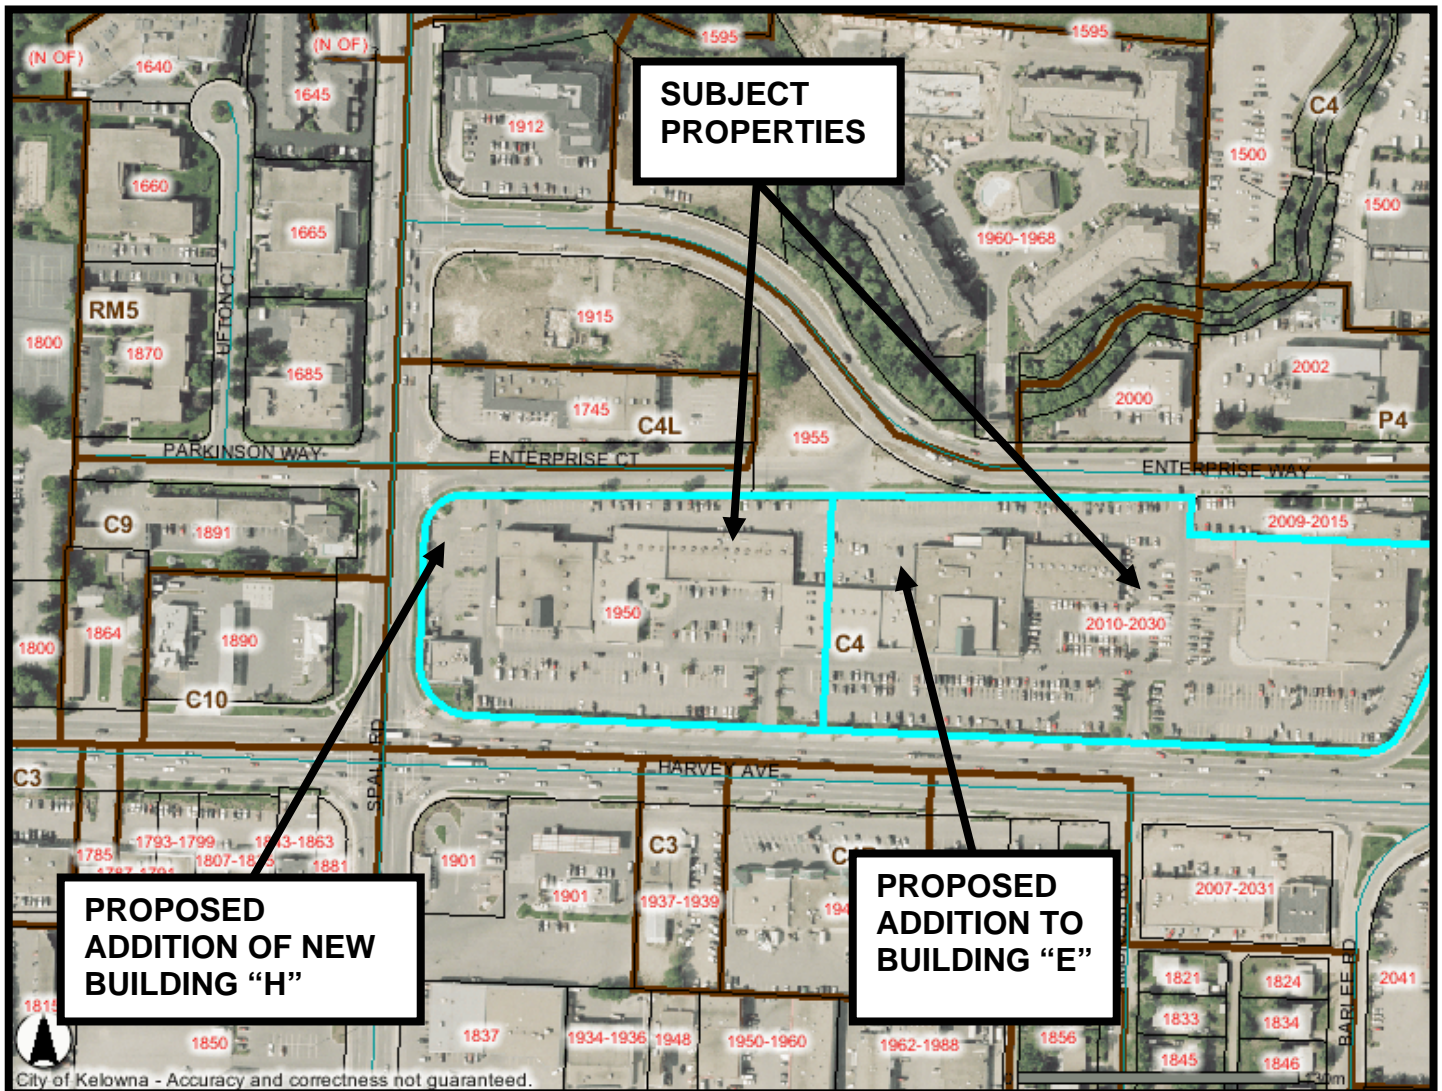 (N OF)
1640
(N OF)
1645
1595
1595
1912
SUBJECT
PROPERTIES
C4
1500
1500
1660
1665
1960-1968
UFTON CT
RM5
1800
1870
1685
1915
1745
C4L
2002
2000
P4
1955
PARKINSON WAY
ENTERPRISE CT
ENTERPRISE WAY
C9
1891
2009-2015
1864
1800
1890
C10
1950
C4
2010-2030
SPALL RD
HARVEY AVE
C3
1793-1799
1785
1881
1901
1901
C3
1937-1939
2007-2031
PROPOSED
ADDITION OF NEW
BUILDING “H”
PROPOSED
ADDITION TO
BUILDING “E”
1821
1824
1833
1834
1845
1846
BARLEE RD
2041
1815
1850
1837
1934-1936
1948
1950-1960
1962-1988
1856
City of Kelowna - Accuracy and correctness not guaranteed.